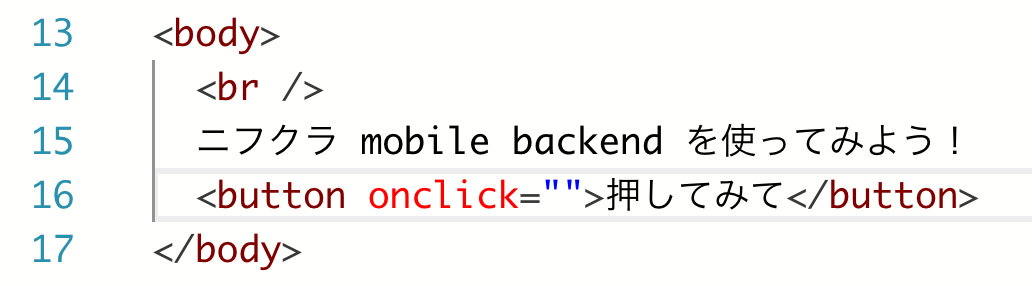 13 <body>
14 <br />
15 ニフクラ mobile backend を使ってみよう！
16 <button onclick="">押してみて</button>
17 </body>